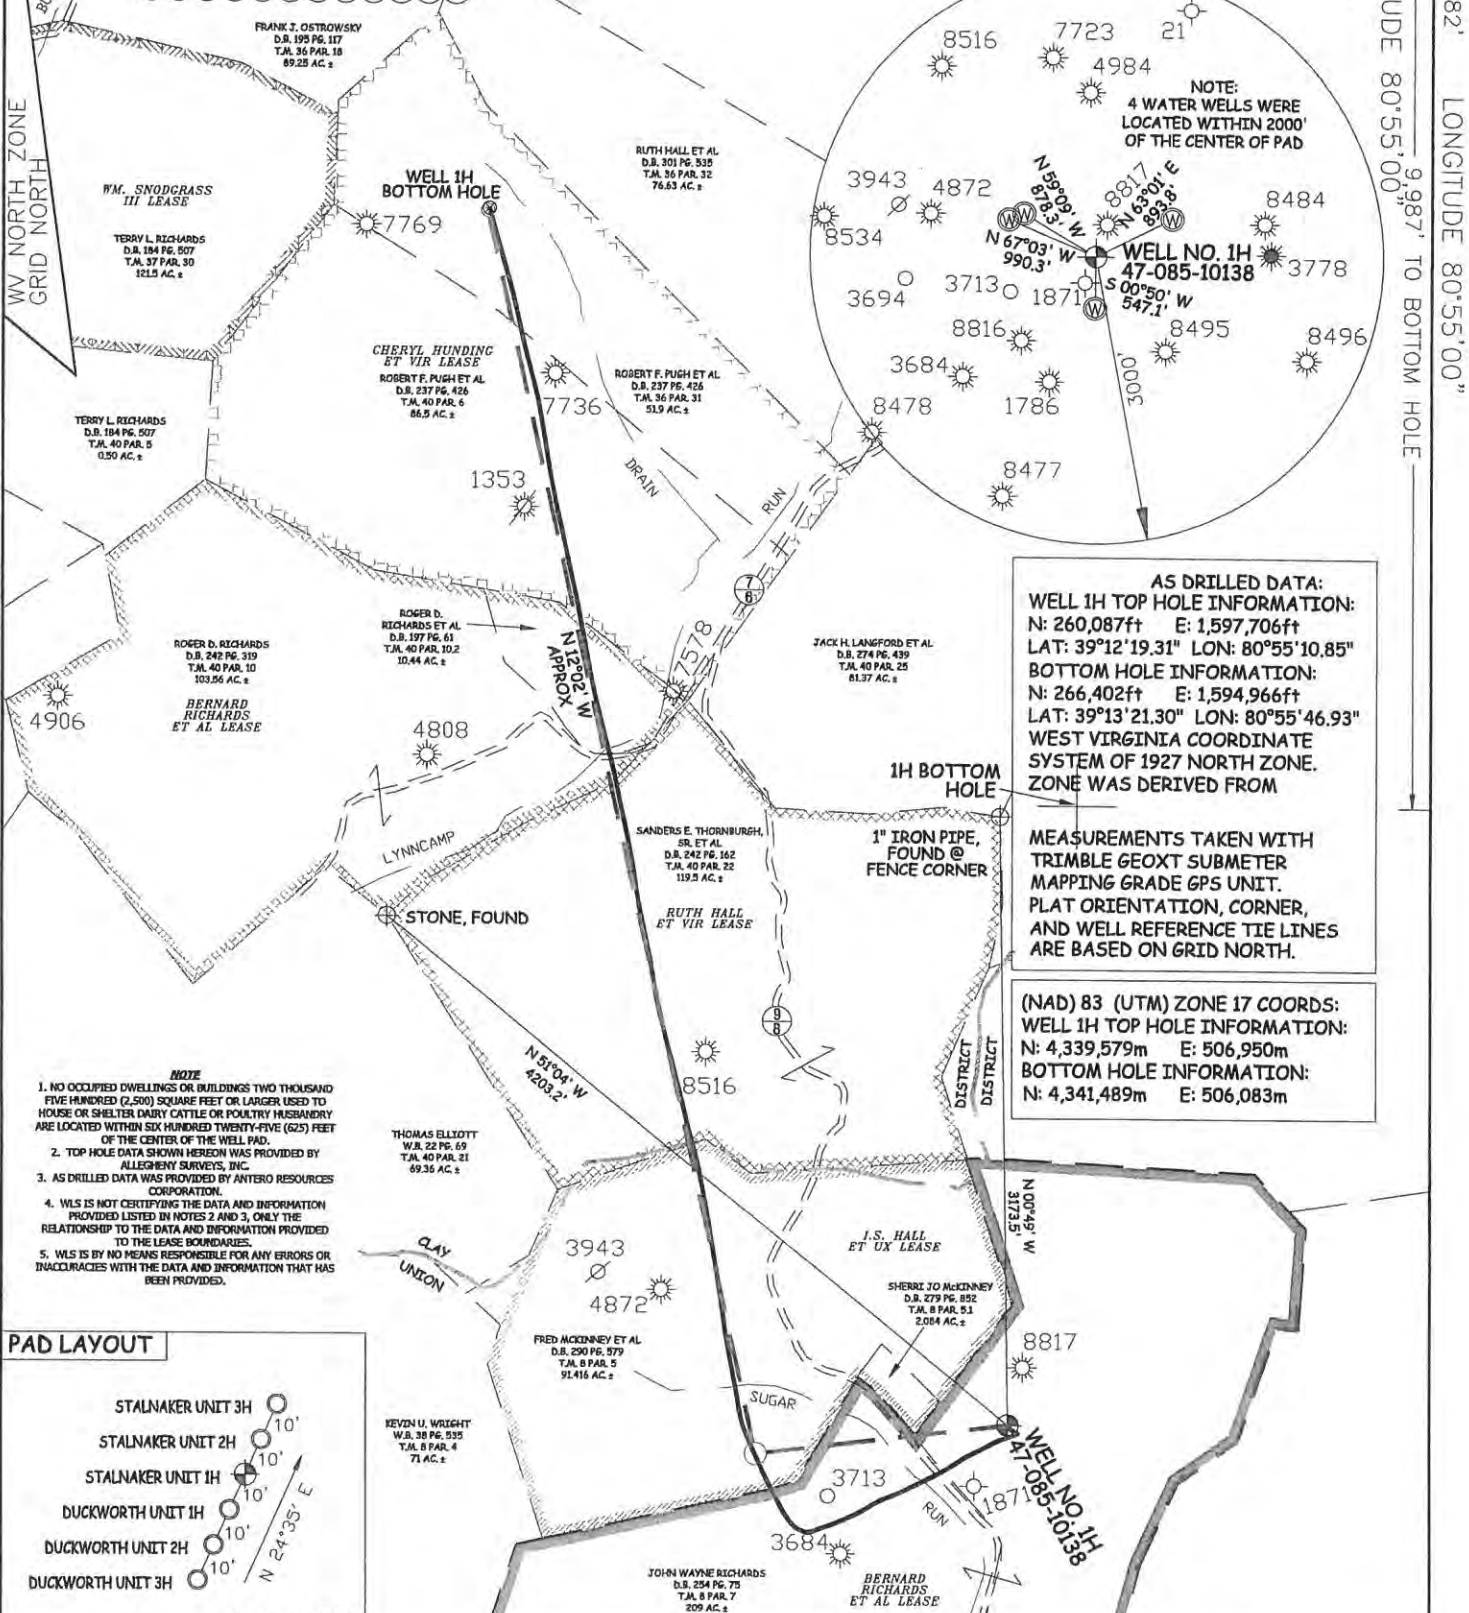 82' LONGITUDE 80°55'00"
UDE 80°55'00"
9,987' TO BOTTOM HOLE
WV NORTH ZONE
GRID NORTH
FRANK J. OSTROWSKY
D.B. 195 PG. 117
T.M. 36 PAR. 18
89.25 AC. ±
WM. SNODGRASS
III LEASE
TERRY L. RICHARDS
D.B. 184 PG. 507
T.M. 37 PAR. 30
121.5 AC. ±
TERRY L. RICHARDS
D.B. 184 PG. 507
T.M. 40 PAR. 5
0.50 AC. ±
WELL 1H
BOTTOM HOLE
7769
RUTH HALL ET AL
D.B. 301 PG. 535
T.M. 36 PAR. 32
76.63 AC. ±
CHERYL HUNDING
ET VIR LEASE
ROBERT F. PUGH ET AL
D.B. 237 PG. 426
T.M. 40 PAR. 6
86.5 AC. ±
7736
ROBERT F. PUGH ET AL
D.B. 237 PG. 426
T.M. 36 PAR. 31
51.9 AC. ±
1353
DRAIN
RUN
8516
7723
21
4984
NOTE:
4 WATER WELLS WERE
LOCATED WITHIN 2000'
OF THE CENTER OF PAD
3943
4872
8534
N 59°09' W
878.3'
8817
N 63°01' E
893.8'
8484
W
W
W
N 67°03' W
990.3'
WELL NO. 1H
47-085-10138
3778
3694
3713
1871
S 00°50' W
547.1'
W
8816
8495
8496
3684
1786
3000'
8478
8477
7
6
ROGER D.
RICHARDS ET AL
D.B. 197 PG. 61
T.M. 40 PAR. 10.2
10.44 AC. ±
ROGER D. RICHARDS
D.B. 242 PG. 319
T.M. 40 PAR. 10
103.56 AC. ±
BERNARD
RICHARDS
ET AL LEASE
4906
4808
N 12°02' W
APPROX
7578
JACK H. LANGFORD ET AL
D.B. 274 PG. 439
T.M. 40 PAR. 25
81.37 AC. ±
AS DRILLED DATA:
WELL 1H TOP HOLE INFORMATION:
N: 260,087ft E: 1,597,706ft
LAT: 39°12'19.31" LON: 80°55'10.85"
BOTTOM HOLE INFORMATION:
N: 266,402ft E: 1,594,966ft
LAT: 39°13'21.30" LON: 80°55'46.93"
WEST VIRGINIA COORDINATE
SYSTEM OF 1927 NORTH ZONE.
ZONE WAS DERIVED FROM
MEASUREMENTS TAKEN WITH
TRIMBLE GEOXT SUBMETER
MAPPING GRADE GPS UNIT.
PLAT ORIENTATION, CORNER,
AND WELL REFERENCE TIE LINES
ARE BASED ON GRID NORTH.
1H BOTTOM
HOLE
1" IRON PIPE,
FOUND @
FENCE CORNER
LYNNCAMP
STONE, FOUND
SANDERS E. THORNBURGH,
SR. ET AL
D.B. 242 PG. 162
T.M. 40 PAR. 22
119.5 AC. ±
RUTH HALL
ET VIR LEASE
9
8
(NAD) 83 (UTM) ZONE 17 COORDS:
WELL 1H TOP HOLE INFORMATION:
N: 4,339,579m E: 506,950m
BOTTOM HOLE INFORMATION:
N: 4,341,489m E: 506,083m
DISTRICT
DISTRICT
N 51°04' W
4203.2'
8516
NOTE
1. NO OCCUPIED DWELLINGS OR BUILDINGS TWO THOUSAND
FIVE HUNDRED (2,500) SQUARE FEET OR LARGER USED TO
HOUSE OR SHELTER DAIRY CATTLE OR POULTRY HUSBANDRY
ARE LOCATED WITHIN SIX HUNDRED TWENTY-FIVE (625) FEET
OF THE CENTER OF THE WELL PAD.
2. TOP HOLE DATA SHOWN HEREON WAS PROVIDED BY
ALLEGHENY SURVEYS, INC.
3. AS DRILLED DATA WAS PROVIDED BY ANTERO RESOURCES
CORPORATION.
4. WLS IS NOT CERTIFYING THE DATA AND INFORMATION
PROVIDED LISTED IN NOTES 2 AND 3, ONLY THE
RELATIONSHIP TO THE DATA AND INFORMATION PROVIDED
TO THE LEASE BOUNDARIES.
5. WLS IS BY NO MEANS RESPONSIBLE FOR ANY ERRORS OR
INACCURACIES WITH THE DATA AND INFORMATION THAT HAS
BEEN PROVIDED.
THOMAS ELLIOTT
W.B. 22 PG. 69
T.M. 40 PAR. 21
69.36 AC. ±
N 00°49' W
3173.5'
CLAY
UNION
3943
4872
I.S. HALL
ET UX LEASE
SHERRI JO McKINNEY
D.B. 279 PG. 852
T.M. 8 PAR. 5.1
2.084 AC. ±
FRED MCKINNEY ET AL
D.B. 290 PG. 579
T.M. 8 PAR. 5
91.416 AC. ±
8817
SUGAR
RUN
KEVIN U. WRIGHT
W.B. 38 PG. 535
T.M. 8 PAR. 4
71 AC. ±
3713
1871
WELL NO. 1H
47-085-10138
3684
JOHN WAYNE RICHARDS
D.B. 254 PG. 75
T.M. 8 PAR. 7
209 AC. ±
BERNARD
RICHARDS
ET AL LEASE
PAD LAYOUT
STALNAKER UNIT 3H
10'
STALNAKER UNIT 2H
10'
STALNAKER UNIT 1H
10'
DUCKWORTH UNIT 1H
10'
DUCKWORTH UNIT 2H
10'
DUCKWORTH UNIT 3H
N 24°35' E